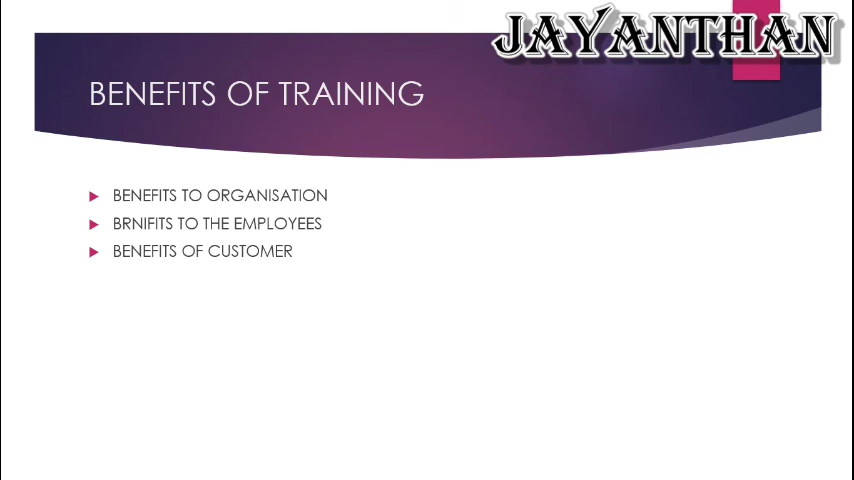 JAYANTHAN
BENEFITS OF TRAINING
BENEFITS TO ORGANISATION
BRNIFITS TO THE EMPLOYEES
BENEFITS OF CUSTOMER